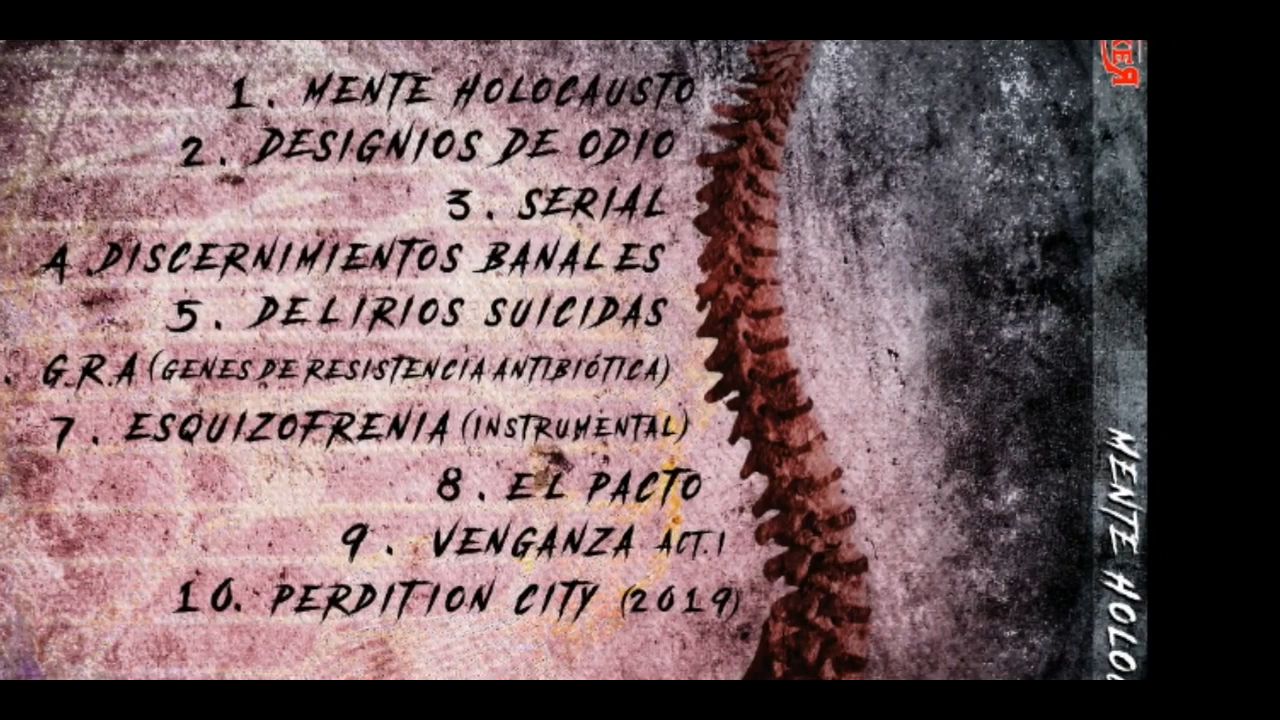 1. MENTE HOLOCAUSTO
2. DESIGNIOS DE ODIO
3. SERIAL
4 .DISCERNIMIENTOS BANALES
5. DELIRIOS SUICIDAS
. G.R.A (GENES DE RESISTENCIA ANTIBIÓTICA)
7. ESQUIZOFRENIA (INSTRUMENTAL)
8. EL PACTO
9. VENGANZA ACT.I
10. PERDITION CITY (2019)
MENTE HOLO